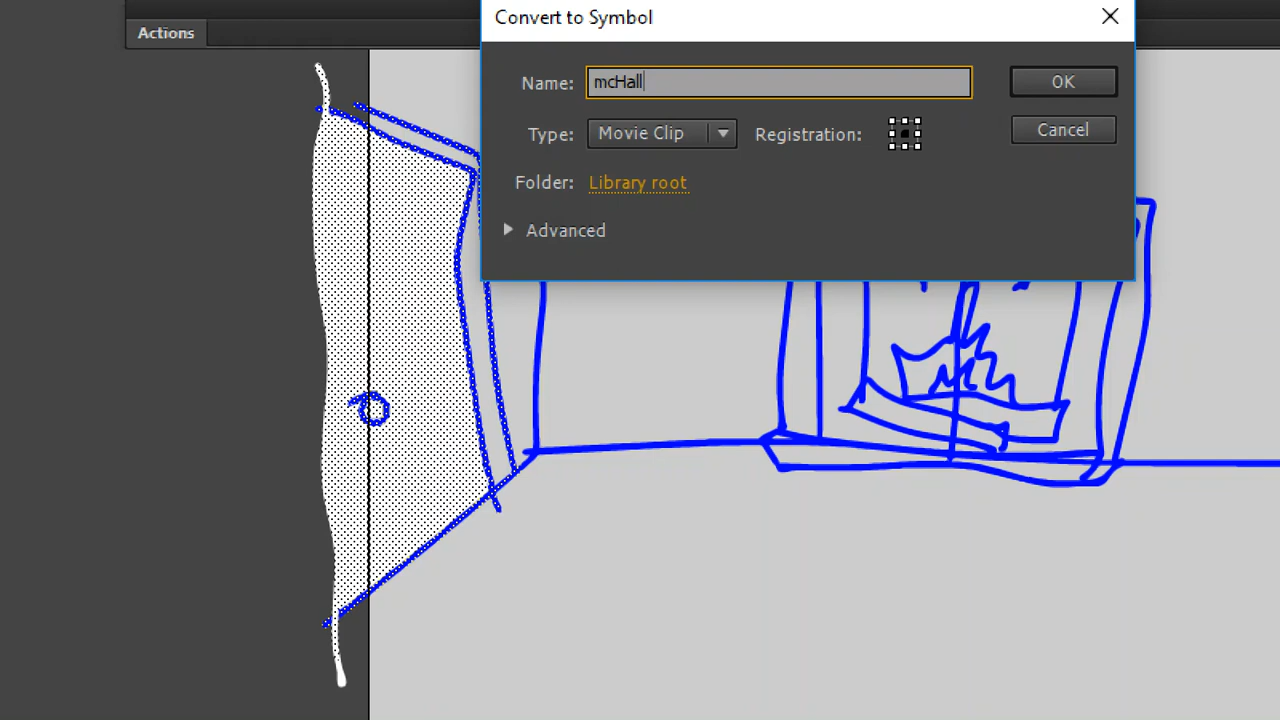 Convert to Symbol
Actions
Name: mcHall OK
Type: Movie Clip Registration: Cancel
Folder: Library root
Advanced